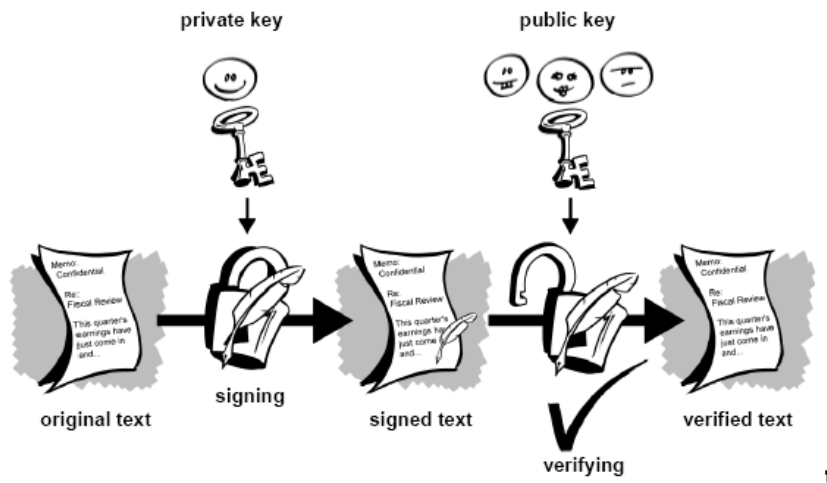 private key
public key
Memo:
Confidential
Re:
Fiscal Review
This quarter's
earnings have
just come in
and...
Memo:
Confidential
Re:
Fiscal Review
This quarter's
earnings have
just come in
and...
Memo:
Confidential
Re:
Fiscal Review
This quarter's
earnings have
just come in
and...
original text
signing
signed text
verifying
verified text